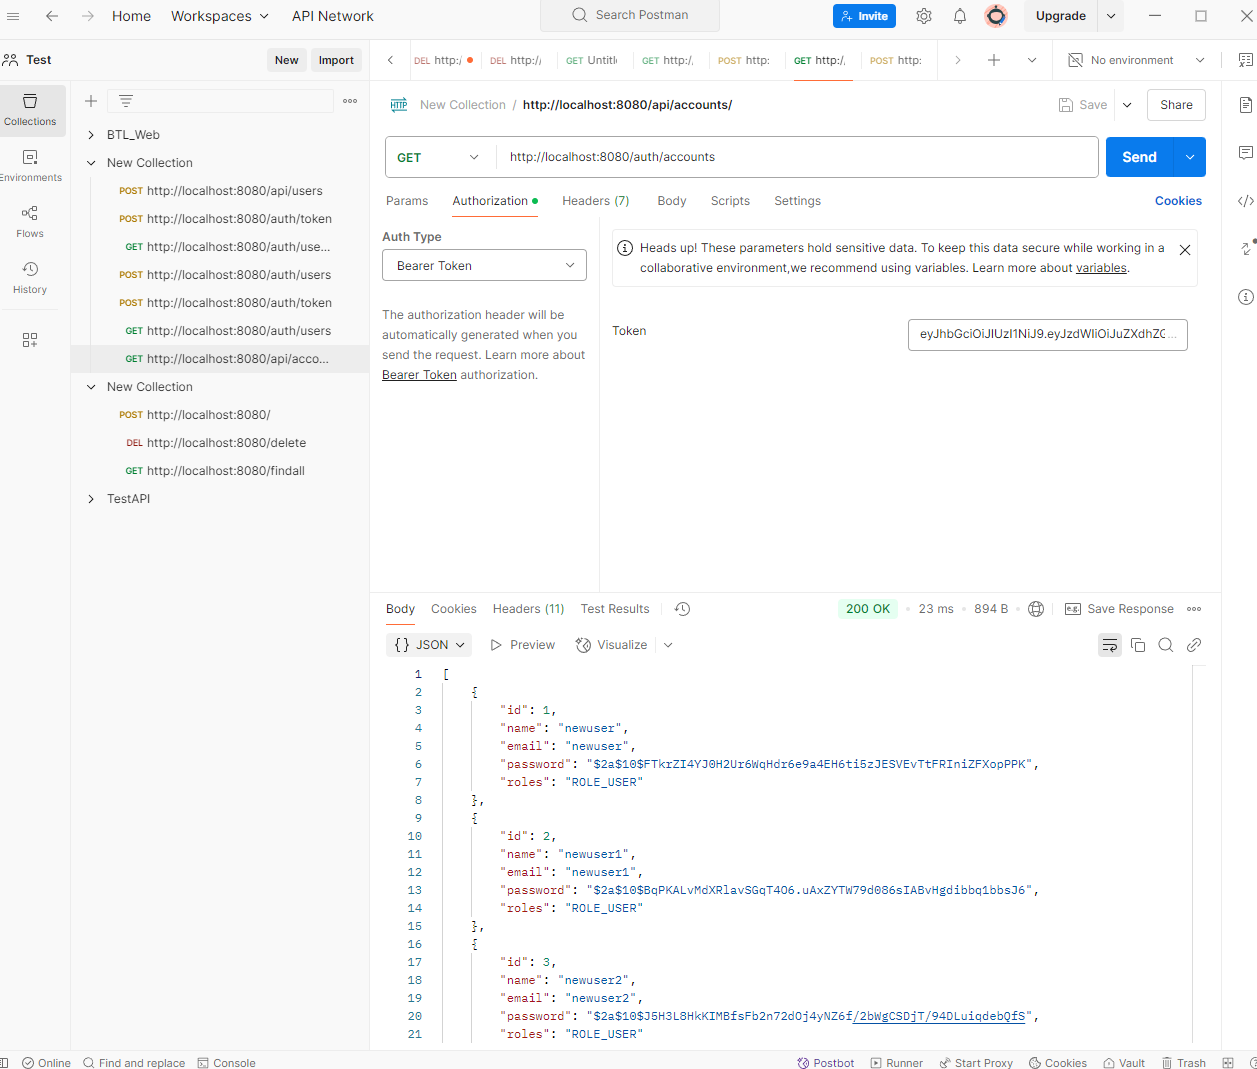 Home Workspaces API Network Search Postman Invite Upgrade
Test New Import DEL http:/ DEL http:// GET Untitl GET http:/, POST http: GET http:/, POST http: No environment
New Collection / http://localhost:8080/api/accounts/ Save Share
Collections
Environments
Flows
History
BTL_Web
New Collection
POST http://localhost:8080/api/users
POST http://localhost:8080/auth/token
GET http://localhost:8080/auth/use...
POST http://localhost:8080/auth/users
POST http://localhost:8080/auth/token
GET http://localhost:8080/auth/users
GET http://localhost:8080/api/acco...
New Collection
POST http://localhost:8080/
DEL http://localhost:8080/delete
GET http://localhost:8080/findall
TestAPI
GET http://localhost:8080/auth/accounts Send
Params Authorization Headers (7) Body Scripts Settings Cookies
Auth Type
Bearer Token
The authorization header will be
automatically generated when you
send the request. Learn more about
Bearer Token authorization.
Heads up! These parameters hold sensitive data. To keep this data secure while working in a
collaborative environment,we recommend using variables. Learn more about variables.
Token eyJhbGciOiJIUzI1NiJ9.eyJzdWIiOiJuZXdhZG...
Body Cookies Headers (11) Test Results 200 OK 23 ms 894 B e.g. Save Response
{} JSON Preview Visualize
1 [
2 {
3 "id": 1,
4 "name": "newuser",
5 "email": "newuser",
6 "password": "$2a$10$FTkrZI4YJ0H2Ur6WqHdr6e9a4EH6ti5zJESVEvTtFRIniZFXopPPK",
7 "roles": "ROLE_USER"
8 },
9 {
10 "id": 2,
11 "name": "newuser1",
12 "email": "newuser1",
13 "password": "$2a$10$BqPKALvMdXRlavSGqT4O6.uAxZYTW79d086sIABvHgdibbq1bbsJ6",
14 "roles": "ROLE_USER"
15 },
16 {
17 "id": 3,
18 "name": "newuser2",
19 "email": "newuser2",
20 "password": "$2a$10$J5H3L8HkKIMBfsFb2n72dOj4yNZ6f/2bWgCSDjT/94DLuiqdebQfS",
21 "roles": "ROLE_USER"
Online Find and replace Console Postbot Runner Start Proxy Cookies Vault Trash